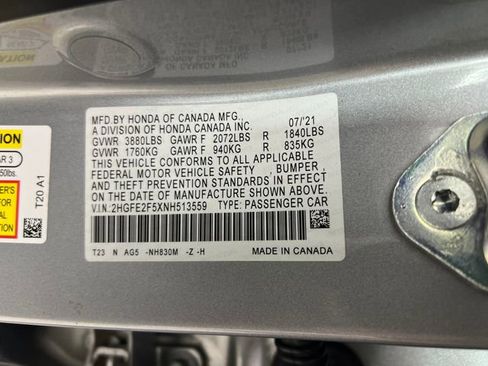 MFD.BY HONDA OF CANADA MFG., 07/'21
A DIVISION OF HONDA CANADA INC.
GVWR 3880LBS GAWR F 2072LBS R 1840LBS
GVWR 1760KG GAWR F 940KG R 835KG
THIS VEHICLE CONFORMS TO ALL APPLICABLE
FEDERAL MOTOR VEHICLE SAFETY , BUMPER
AND THEFT PREVENTION STANDARDS IN EFFECT
ON THE DATE OF MANUFACTURE SHOWN ABOVE.
V.I.N:2HGFE2F5XNH513559 TYPE: PASSENGER CAR
T23 N AG5 -NH830M -Z -H MADE IN CANADA
T20 A1